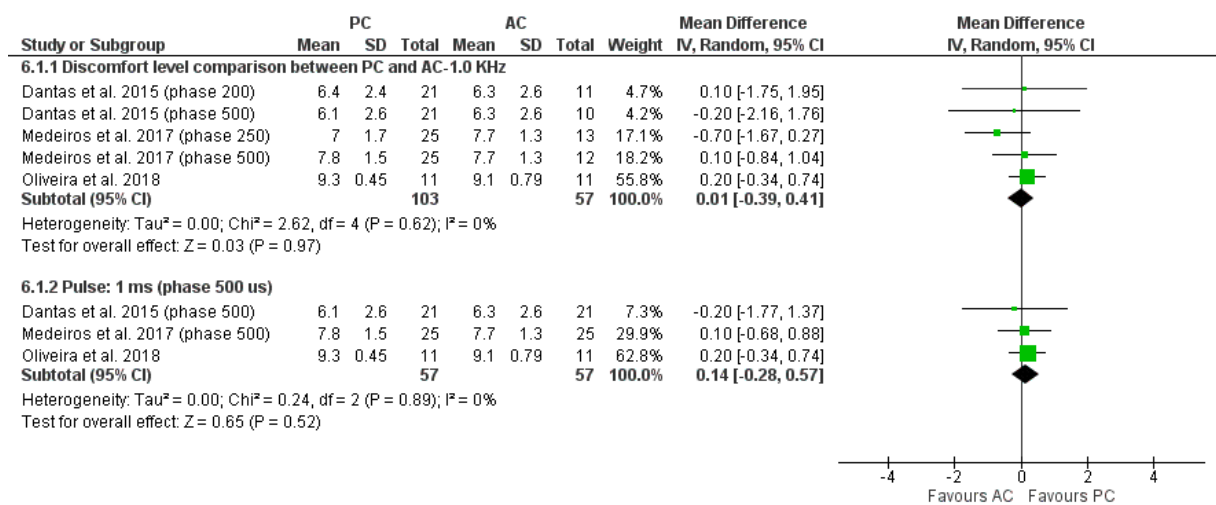 PC AC Mean Difference Mean Difference
Study or Subgroup Mean SD Total Mean SD Total Weight IV, Random, 95% CI IV, Random, 95% CI
6.1.1 Discomfort level comparison between PC and AC-1.0 KHz
Dantas et al. 2015 (phase 200) 6.4 2.4 21 6.3 2.6 11 4.7% 0.10 [-1.75, 1.95]
Dantas et al. 2015 (phase 500) 6.1 2.6 21 6.3 2.6 10 4.2% -0.20 [-2.16, 1.76]
Medeiros et al. 2017 (phase 250) 7 1.7 25 7.7 1.3 13 17.1% -0.70 [-1.67, 0.27]
Medeiros et al. 2017 (phase 500) 7.8 1.5 25 7.7 1.3 12 18.2% 0.10 [-0.84, 1.04]
Oliveira et al. 2018 9.3 0.45 11 9.1 0.79 11 55.8% 0.20 [-0.34, 0.74]
Subtotal (95% CI) 103 57 100.0% 0.01 [-0.39, 0.41]
Heterogeneity: Tau² = 0.00; Chi² = 2.62, df = 4 (P = 0.62); I² = 0%
Test for overall effect: Z = 0.03 (P = 0.97)
6.1.2 Pulse: 1 ms (phase 500 us)
Dantas et al. 2015 (phase 500) 6.1 2.6 21 6.3 2.6 21 7.3% -0.20 [-1.77, 1.37]
Medeiros et al. 2017 (phase 500) 7.8 1.5 25 7.7 1.3 25 29.9% 0.10 [-0.68, 0.88]
Oliveira et al. 2018 9.3 0.45 11 9.1 0.79 11 62.8% 0.20 [-0.34, 0.74]
Subtotal (95% CI) 57 57 100.0% 0.14 [-0.28, 0.57]
Heterogeneity: Tau² = 0.00; Chi² = 0.24, df = 2 (P = 0.89); I² = 0%
Test for overall effect: Z = 0.65 (P = 0.52)
-4 -2 0 2 4
Favours AC Favours PC